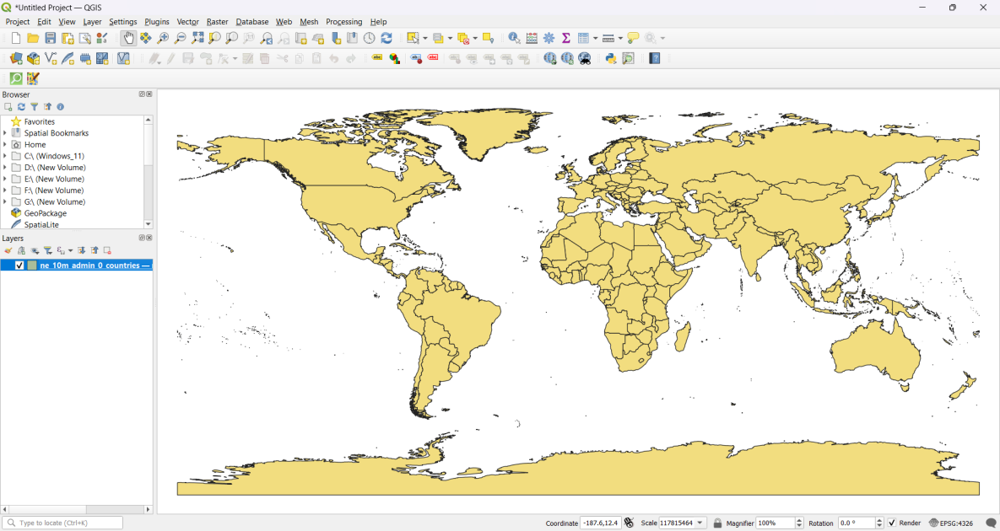 *Untitled Project — QGIS
Project Edit View Layer Settings Plugins Vector Raster Database Web Mesh Processing Help
Browser
Favorites
Spatial Bookmarks
Home
C:\ (Windows_11)
D:\ (New Volume)
E:\ (New Volume)
F:\ (New Volume)
G:\ (New Volume)
GeoPackage
SpatiaLite
Layers
ne_10m_admin_0_countries —
Type to locate (Ctrl+K)
Coordinate -187.6,12.4 Scale 117815464 Magnifier 100% Rotation 0.0 ° Render EPSG:4326